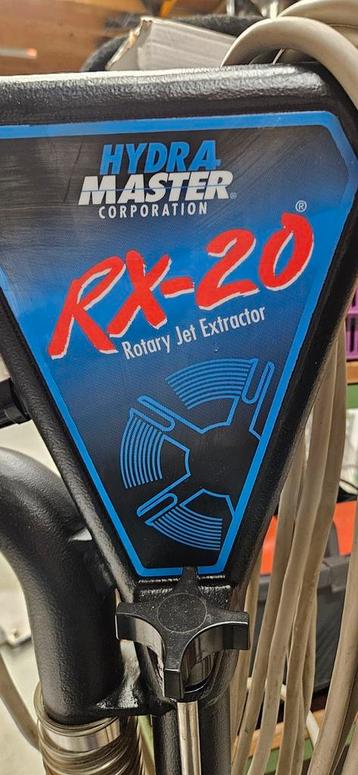 HYDRA
MASTER®
CORPORATION
RX-20®
Rotary Jet Extractor